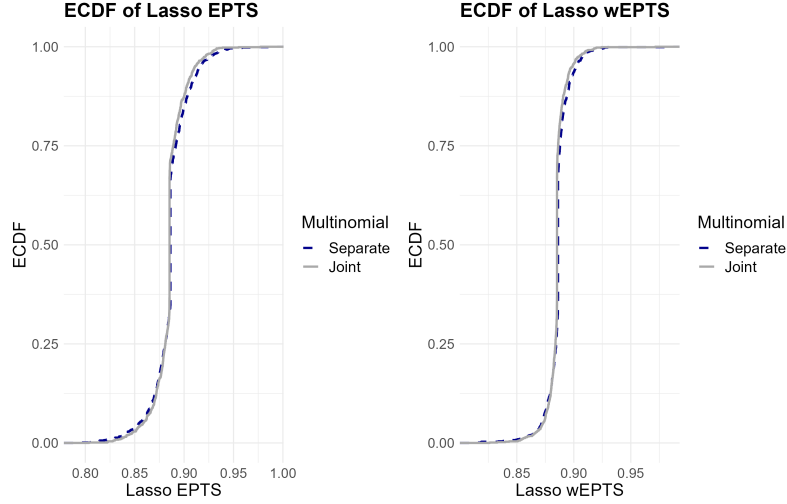 ECDF of Lasso EPTS
ECDF
1.00
0.75
0.50
0.25
0.00
0.80 0.85 0.90 0.95 1.00
Lasso EPTS
Multinomial
Separate
Joint
ECDF of Lasso wEPTS
ECDF
1.00
0.75
0.50
0.25
0.00
0.85 0.90 0.95
Lasso wEPTS
Multinomial
Separate
Joint